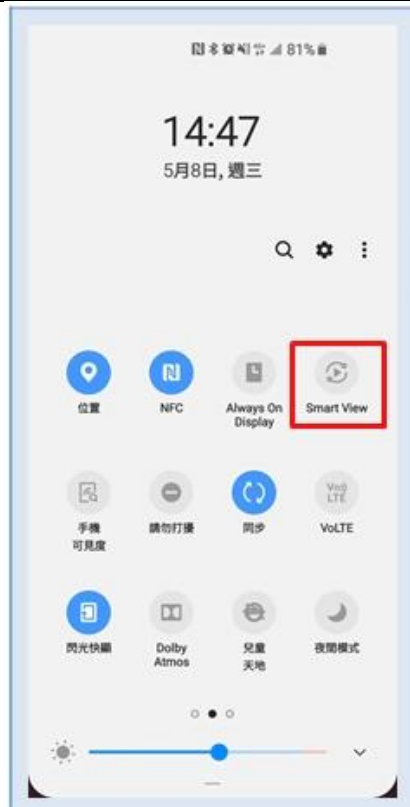 81%
14:47
5月8日, 週三
位置
NFC
Always On
Display
Smart View
手機
可見度
請勿打擾
同步
VoLTE
閃光快顯
Dolby
Atmos
兒童
天地
夜間模式